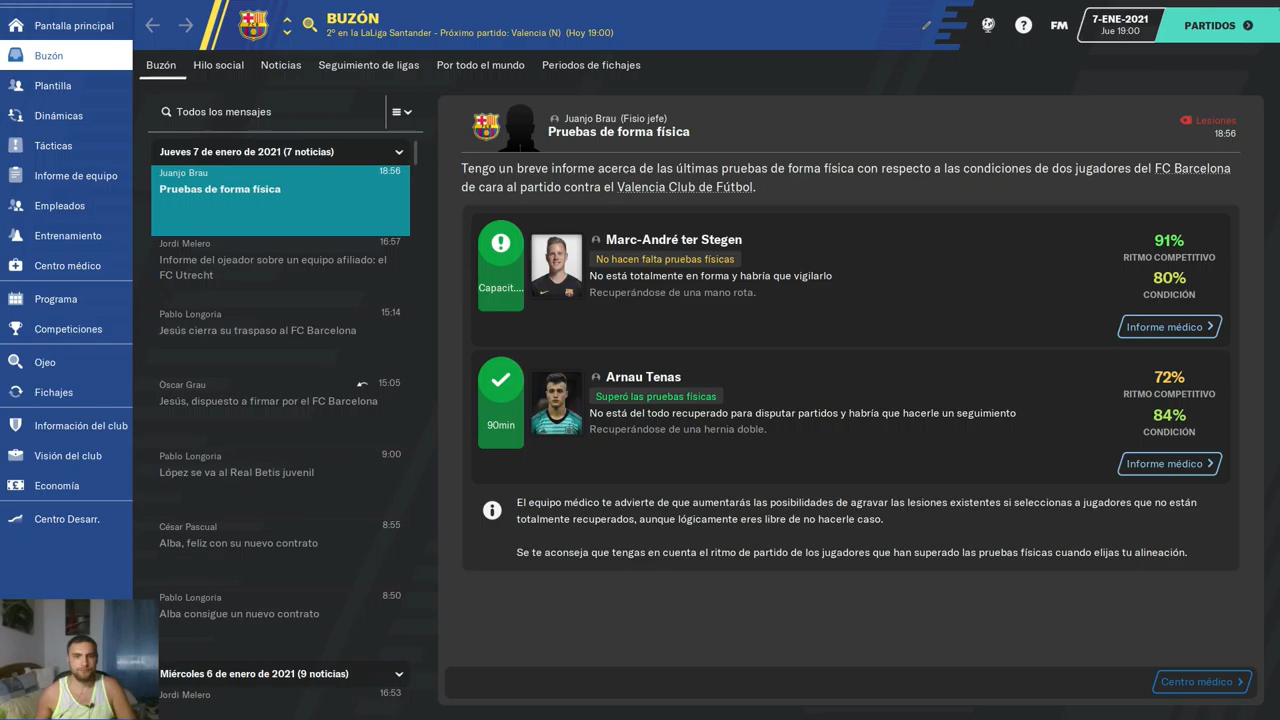 Pantalla principal
Buzón
Plantilla
Dinámicas
Tácticas
Informe de equipo
Empleados
Entrenamiento
Centro médico
Programa
Competiciones
Ojeo
Fichajes
Información del club
Visión del club
Economía
Centro Desarr.
BUZÓN
2º en la LaLiga Santander - Próximo partido: Valencia (N) (Hoy 19:00)
?
FM
7-ENE-2021
Jue 19:00
PARTIDOS
Buzón
Hilo social
Noticias
Seguimiento de ligas
Por todo el mundo
Periodos de fichajes
Todos los mensajes
Jueves 7 de enero de 2021 (7 noticias)
Juanjo Brau 18:56
Pruebas de forma física
Jordi Melero 16:57
Informe del ojeador sobre un equipo afiliado: el
FC Utrecht
Pablo Longoria 15:14
Jesús cierra su traspaso al FC Barcelona
Òscar Grau 15:05
Jesús, dispuesto a firmar por el FC Barcelona
Pablo Longoria 9:00
López se va al Real Betis juvenil
César Pascual 8:55
Alba, feliz con su nuevo contrato
Pablo Longoria 8:50
Alba consigue un nuevo contrato
Miércoles 6 de enero de 2021 (9 noticias)
Jordi Melero 16:53
Juanjo Brau (Fisio jefe)
Pruebas de forma física
Lesiones
18:56
Tengo un breve informe acerca de las últimas pruebas de forma física con respecto a las condiciones de dos jugadores del FC Barcelona
de cara al partido contra el Valencia Club de Fútbol.
Capacit....
Marc-André ter Stegen
No hacen falta pruebas físicas
No está totalmente en forma y habría que vigilarlo
Recuperándose de una mano rota.
91%
RITMO COMPETITIVO
80%
CONDICIÓN
Informe médico
90min
Arnau Tenas
Superó las pruebas físicas
No está del todo recuperado para disputar partidos y habría que hacerle un seguimiento
Recuperándose de una hernia doble.
72%
RITMO COMPETITIVO
84%
CONDICIÓN
Informe médico
El equipo médico te advierte de que aumentarás las posibilidades de agravar las lesiones existentes si seleccionas a jugadores que no están
totalmente recuperados, aunque lógicamente eres libre de no hacerle caso.
Se te aconseja que tengas en cuenta el ritmo de partido de los jugadores que han superado las pruebas físicas cuando elijas tu alineación.
Centro médico